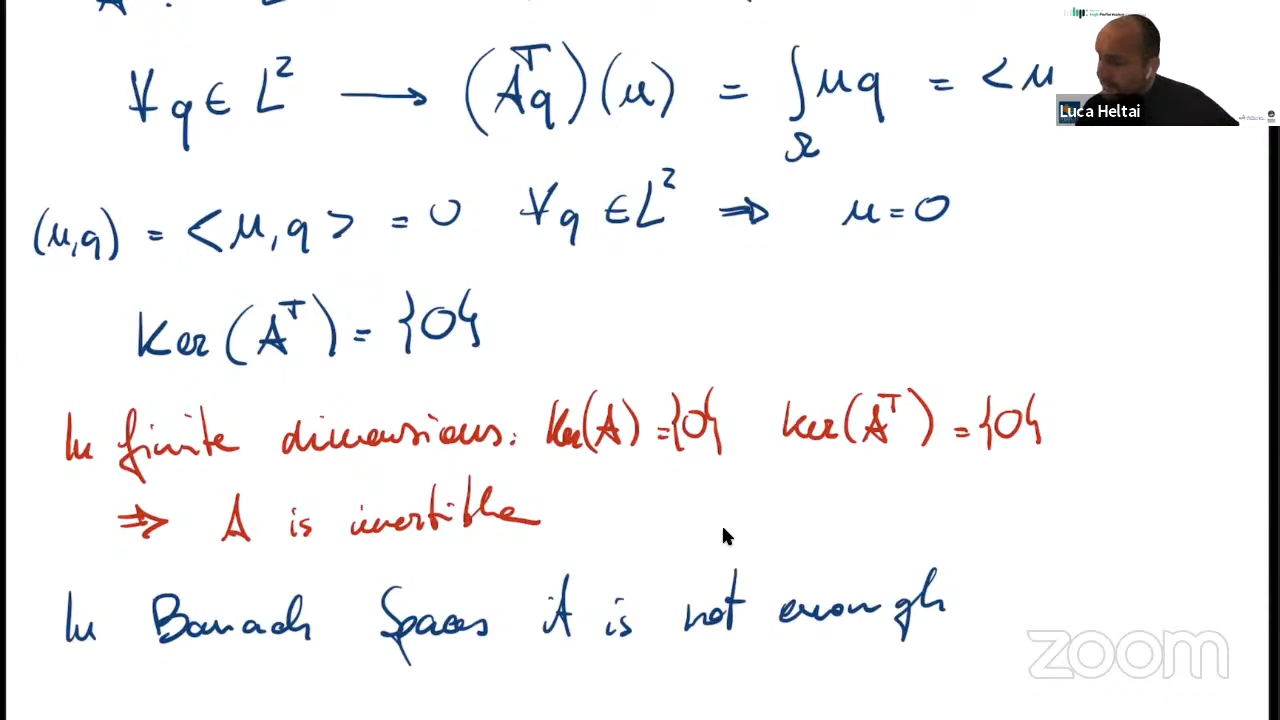 ∀q ∈ L² → (Aᵀq)(u) = ∫_Ω uq = <u
Luca Heltai
(u,q) = <u,q> = 0 ∀q ∈ L² ⇒ u = 0
Ker(Aᵀ) = {0}
In finite dimensions: Ker(A) = {0} Ker(Aᵀ) = {0}
⇒ A is invertible
In Banach Spaces it is not enough
zoom